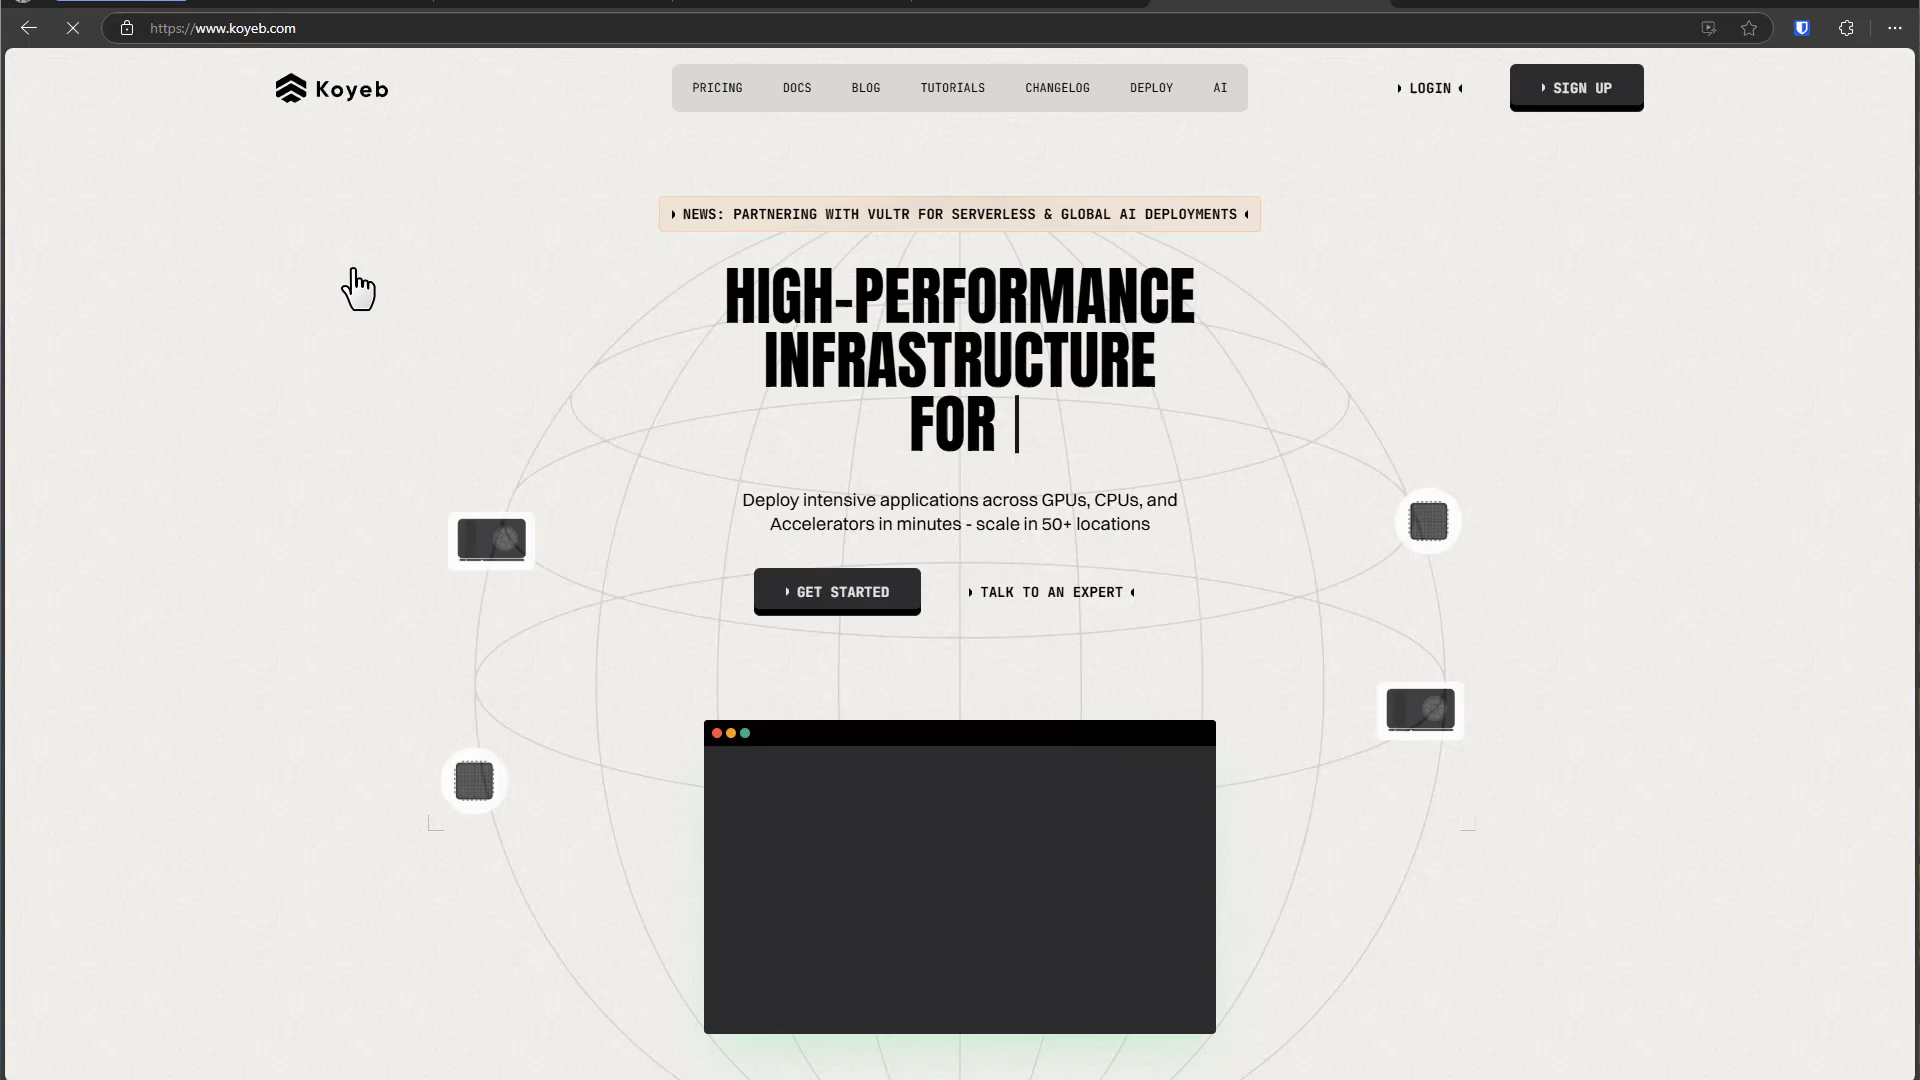 https://www.koyeb.com
Koyeb
PRICING DOCS BLOG TUTORIALS CHANGELOG DEPLOY AI
LOGIN
SIGN UP
NEWS: PARTNERING WITH VULTR FOR SERVERLESS & GLOBAL AI DEPLOYMENTS
HIGH-PERFORMANCE
INFRASTRUCTURE
FOR
Deploy intensive applications across GPUs, CPUs, and
Accelerators in minutes - scale in 50+ locations
GET STARTED
TALK TO AN EXPERT